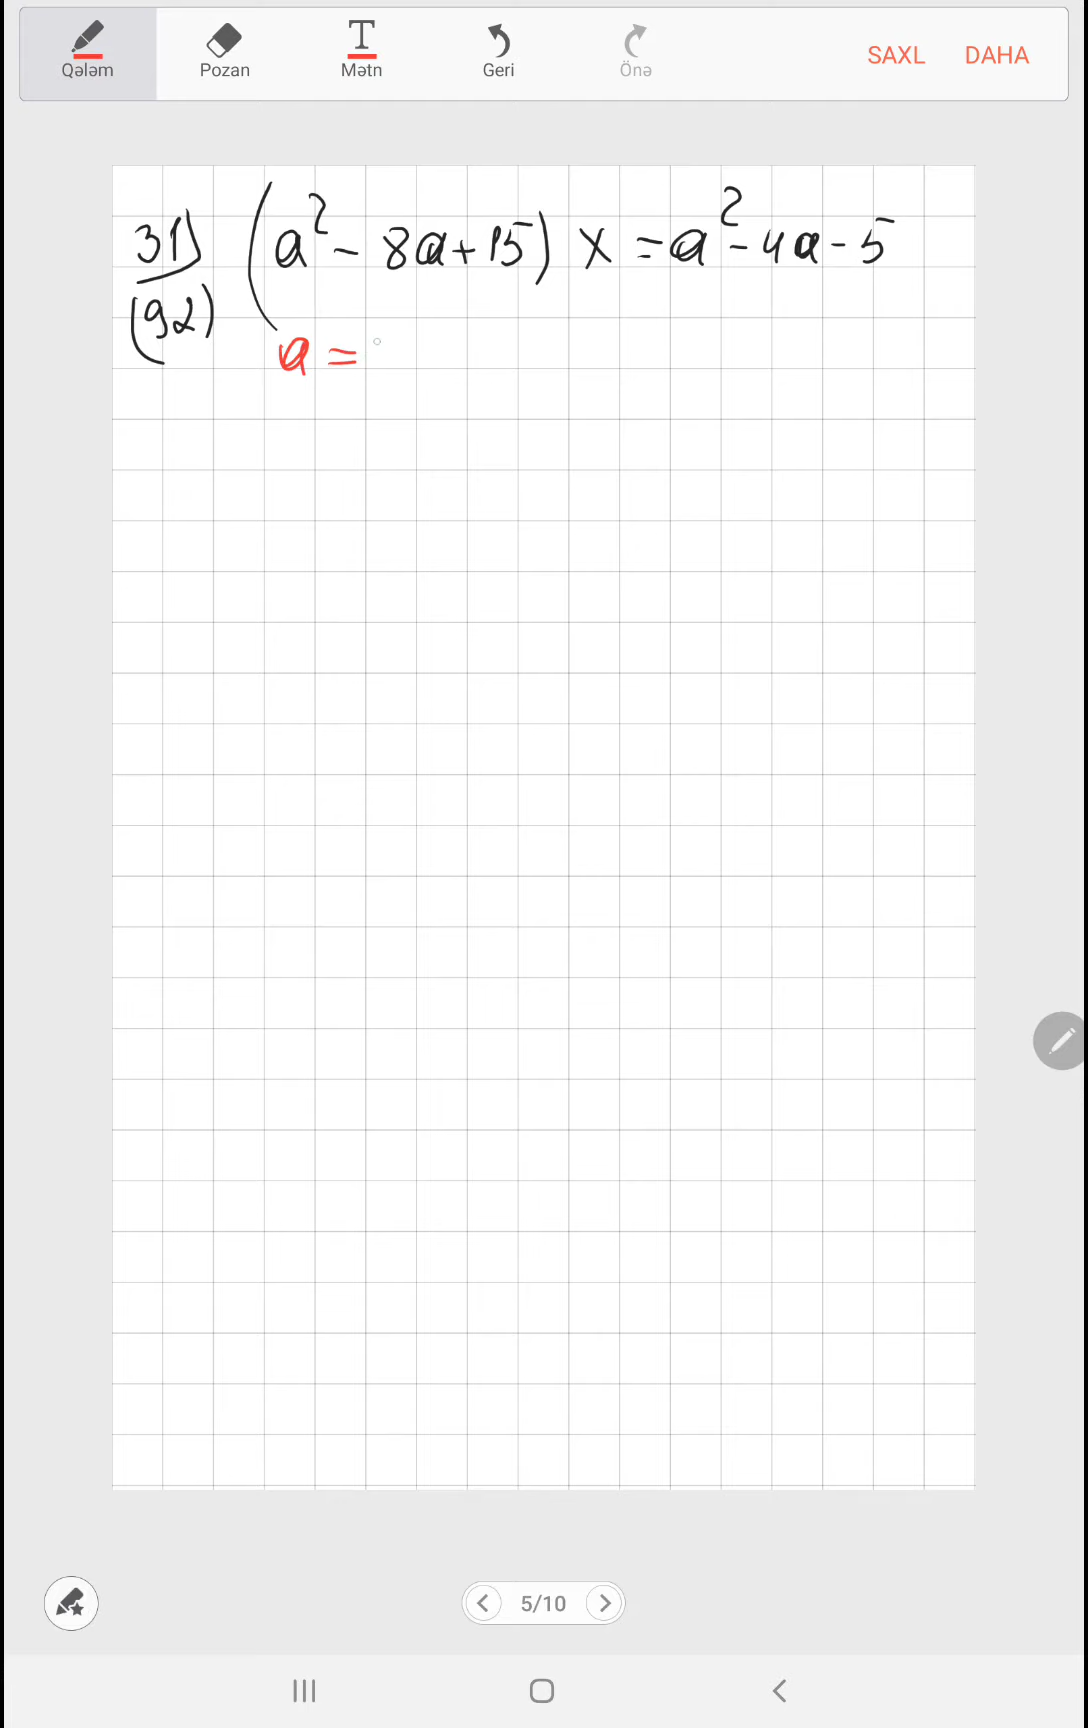 Qələm Pozan Mətn Geri Önə SAXL DAHA
31) (a² - 8a + 15) x = a² - 4a - 5
(92)
a =
5/10